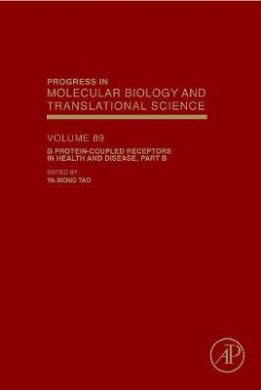 PROGRESS IN
MOLECULAR BIOLOGY AND
TRANSLATIONAL SCIENCE
VOLUME 89
G PROTEIN-COUPLED RECEPTORS
IN HEALTH AND DISEASE, PART B
EDITED BY
YA-XIONG TAO
AP